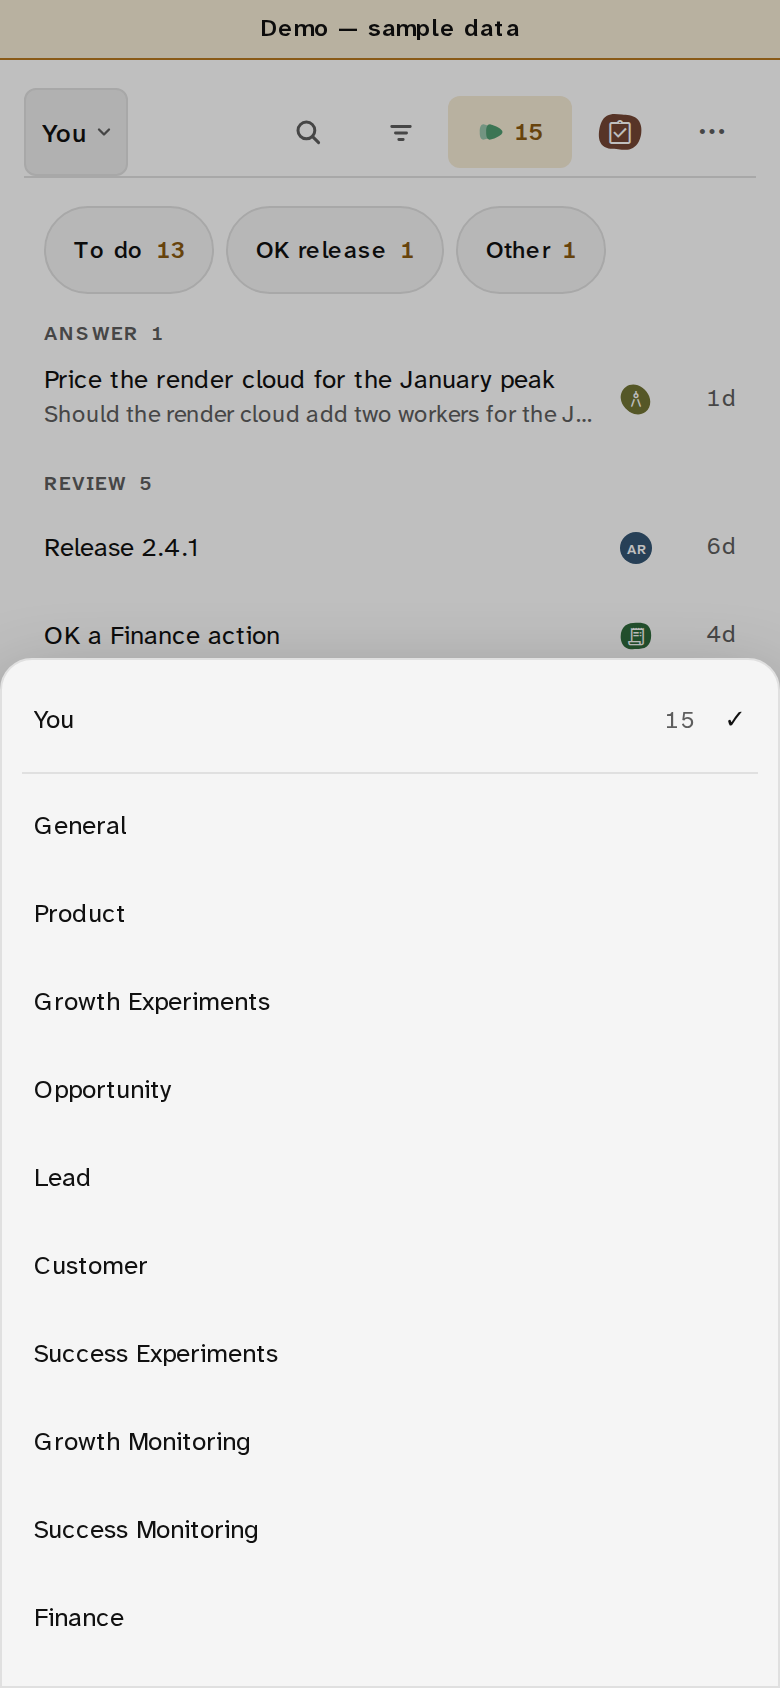 Demo — sample data
You
15
To do 13
OK release 1
Other 1
ANSWER 1
Price the render cloud for the January peak
Should the render cloud add two workers for the J...
1d
REVIEW 5
Release 2.4.1
AR
6d
OK a Finance action
4d
You
15 ✓
General
Product
Growth Experiments
Opportunity
Lead
Customer
Success Experiments
Growth Monitoring
Success Monitoring
Finance